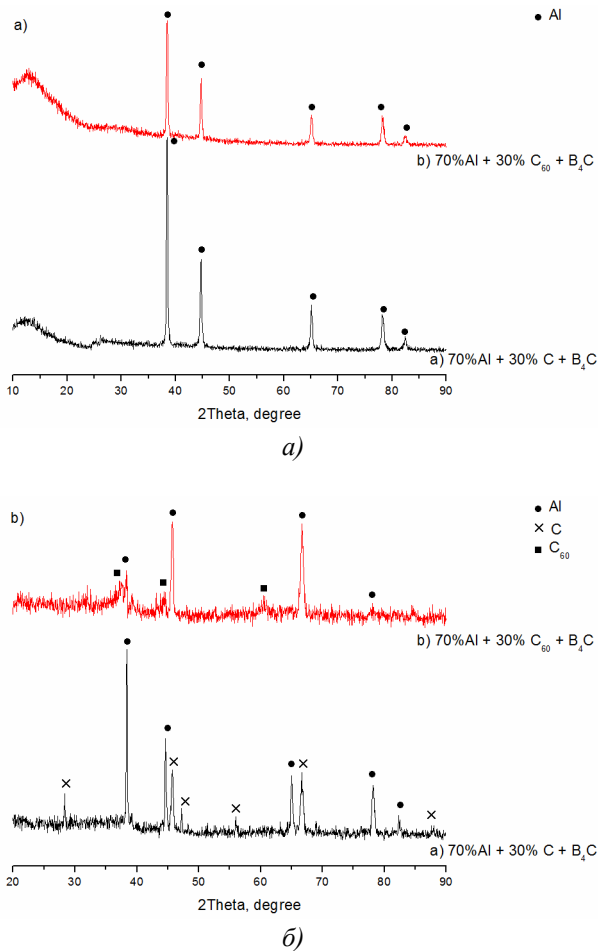 a)
● Al
b) 70%Al + 30% C₆₀ + B₄C
a) 70%Al + 30% C + B₄C
10 20 30 40 50 60 70 80 90
2Theta, degree
а)
b)
● Al
× C
■ C₆₀
b) 70%Al + 30% C₆₀ + B₄C
a) 70%Al + 30% C + B₄C
20 30 40 50 60 70 80 90
2Theta, degree
б)